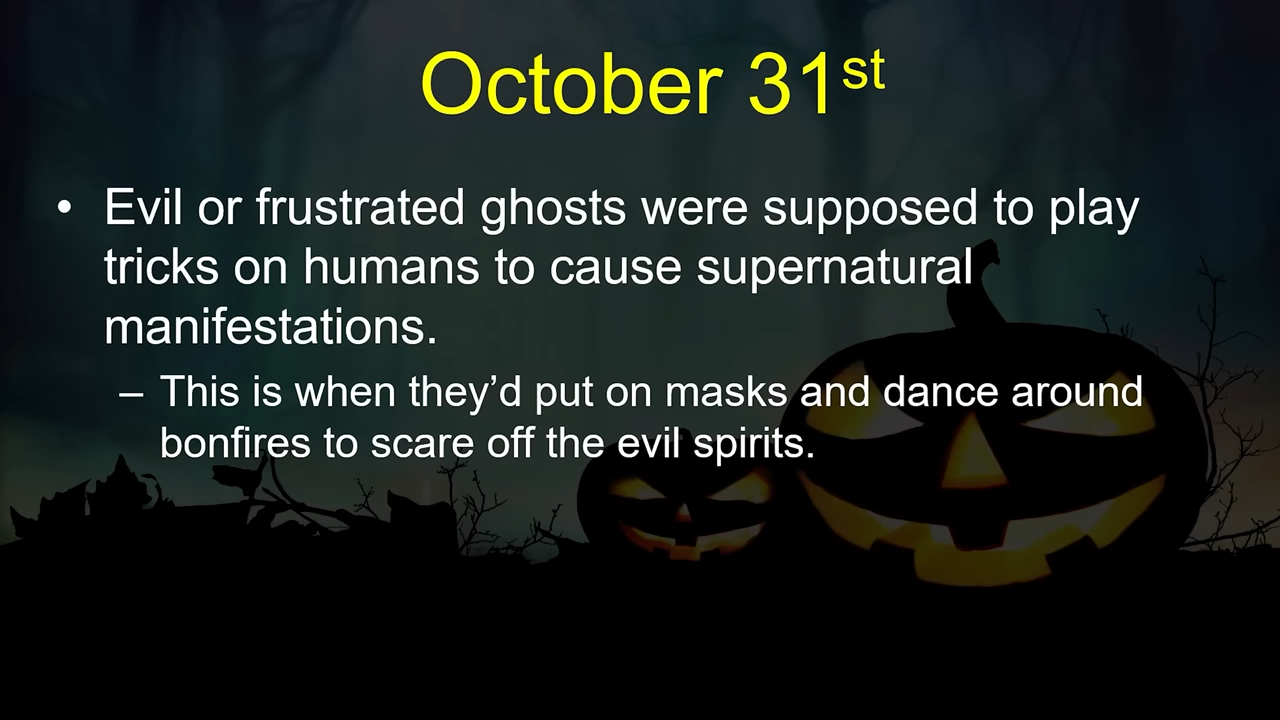 October 31st
• Evil or frustrated ghosts were supposed to play
tricks on humans to cause supernatural
manifestations.
– This is when they’d put on masks and dance around
bonfires to scare off the evil spirits.